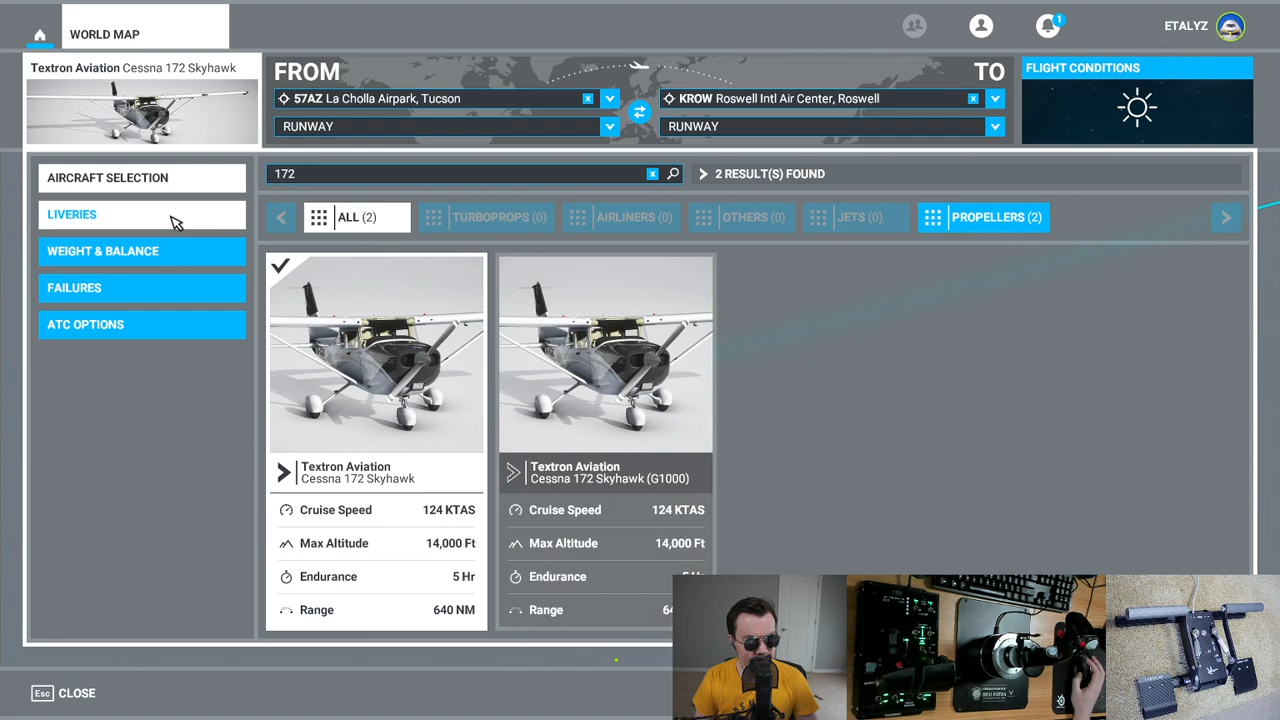 WORLD MAP
1
ETALYZ
Textron Aviation Cessna 172 Skyhawk
FROM
TO
57AZ La Cholla Airpark, Tucson
KROW Roswell Intl Air Center, Roswell
RUNWAY
RUNWAY
FLIGHT CONDITIONS
AIRCRAFT SELECTION
LIVERIES
WEIGHT & BALANCE
FAILURES
ATC OPTIONS
172
2 RESULT(S) FOUND
ALL (2)
TURBOPROPS (0)
AIRLINERS (0)
OTHERS (0)
JETS (0)
PROPELLERS (2)
Textron Aviation
Cessna 172 Skyhawk
Cruise Speed 124 KTAS
Max Altitude 14,000 Ft
Endurance 5 Hr
Range 640 NM
Textron Aviation
Cessna 172 Skyhawk (G1000)
Cruise Speed 124 KTAS
Max Altitude 14,000 Ft
Endurance
Range
Esc CLOSE